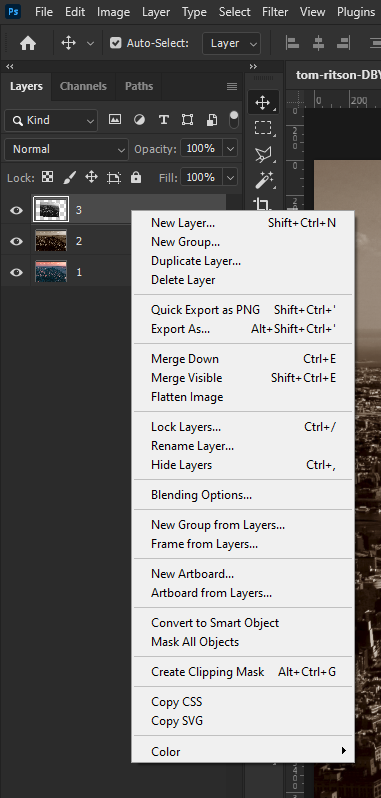 Ps File Edit Image Layer Type Select Filter View Plugins
Auto-Select: Layer
Layers Channels Paths
tom-ritson-DBY
Kind
0 200
Normal Opacity: 100%
Lock: Fill: 100%
3
2
1
New Layer... Shift+Ctrl+N
New Group...
Duplicate Layer...
Delete Layer
Quick Export as PNG Shift+Ctrl+'
Export As... Alt+Shift+Ctrl+'
Merge Down Ctrl+E
Merge Visible Shift+Ctrl+E
Flatten Image
Lock Layers... Ctrl+/
Rename Layer...
Hide Layers Ctrl+,
Blending Options...
New Group from Layers...
Frame from Layers...
New Artboard...
Artboard from Layers...
Convert to Smart Object
Mask All Objects
Create Clipping Mask Alt+Ctrl+G
Copy CSS
Copy SVG
Color